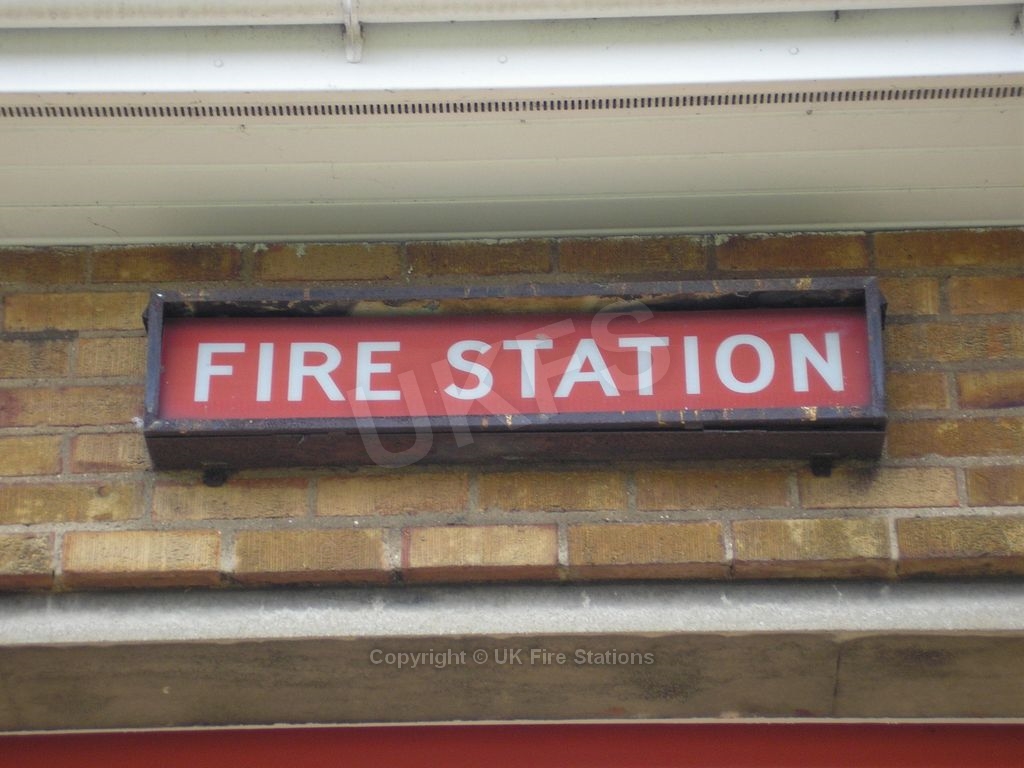 FIRE STATION
UKFS
Copyright © UK Fire Stations